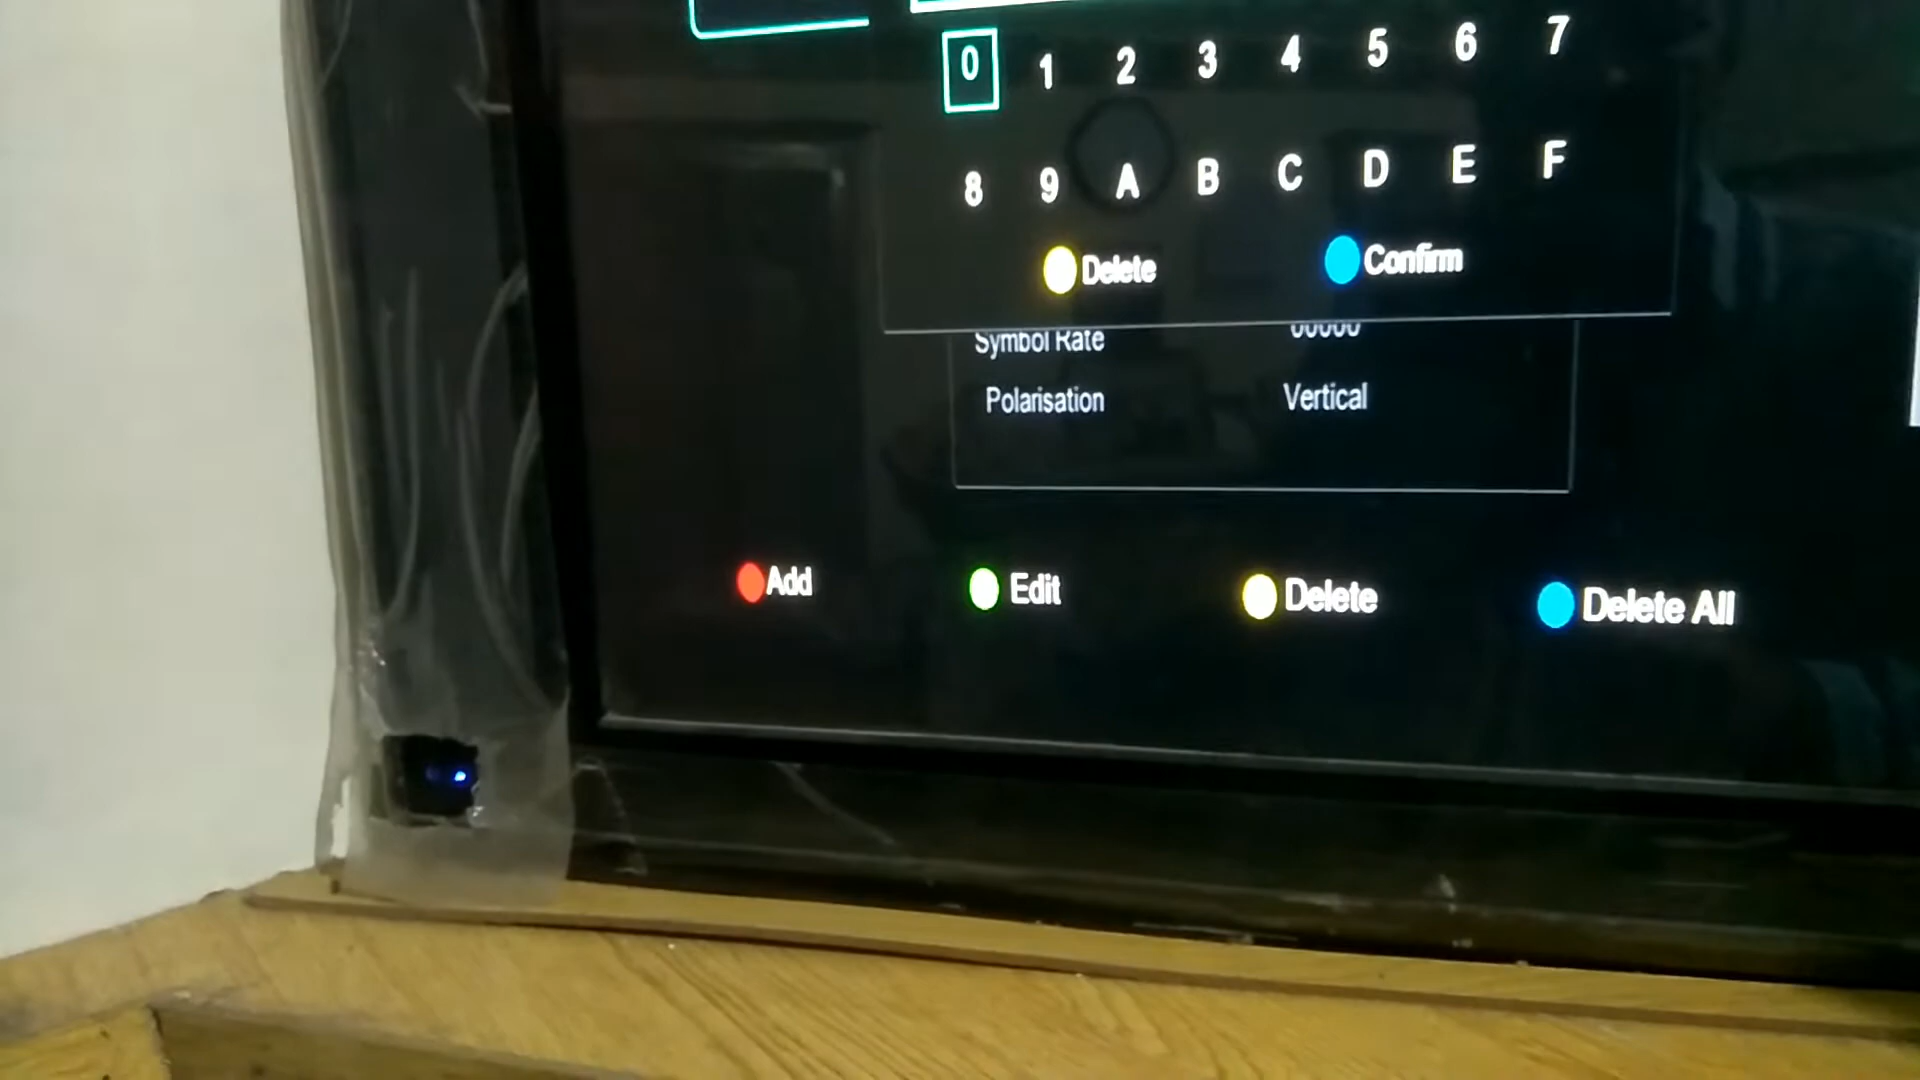 0 1 2 3 4 5 6 7
8 9 A B C D E F
Delete Confirm
Symbol Rate 00000
Polarisation Vertical
Add Edit Delete Delete All